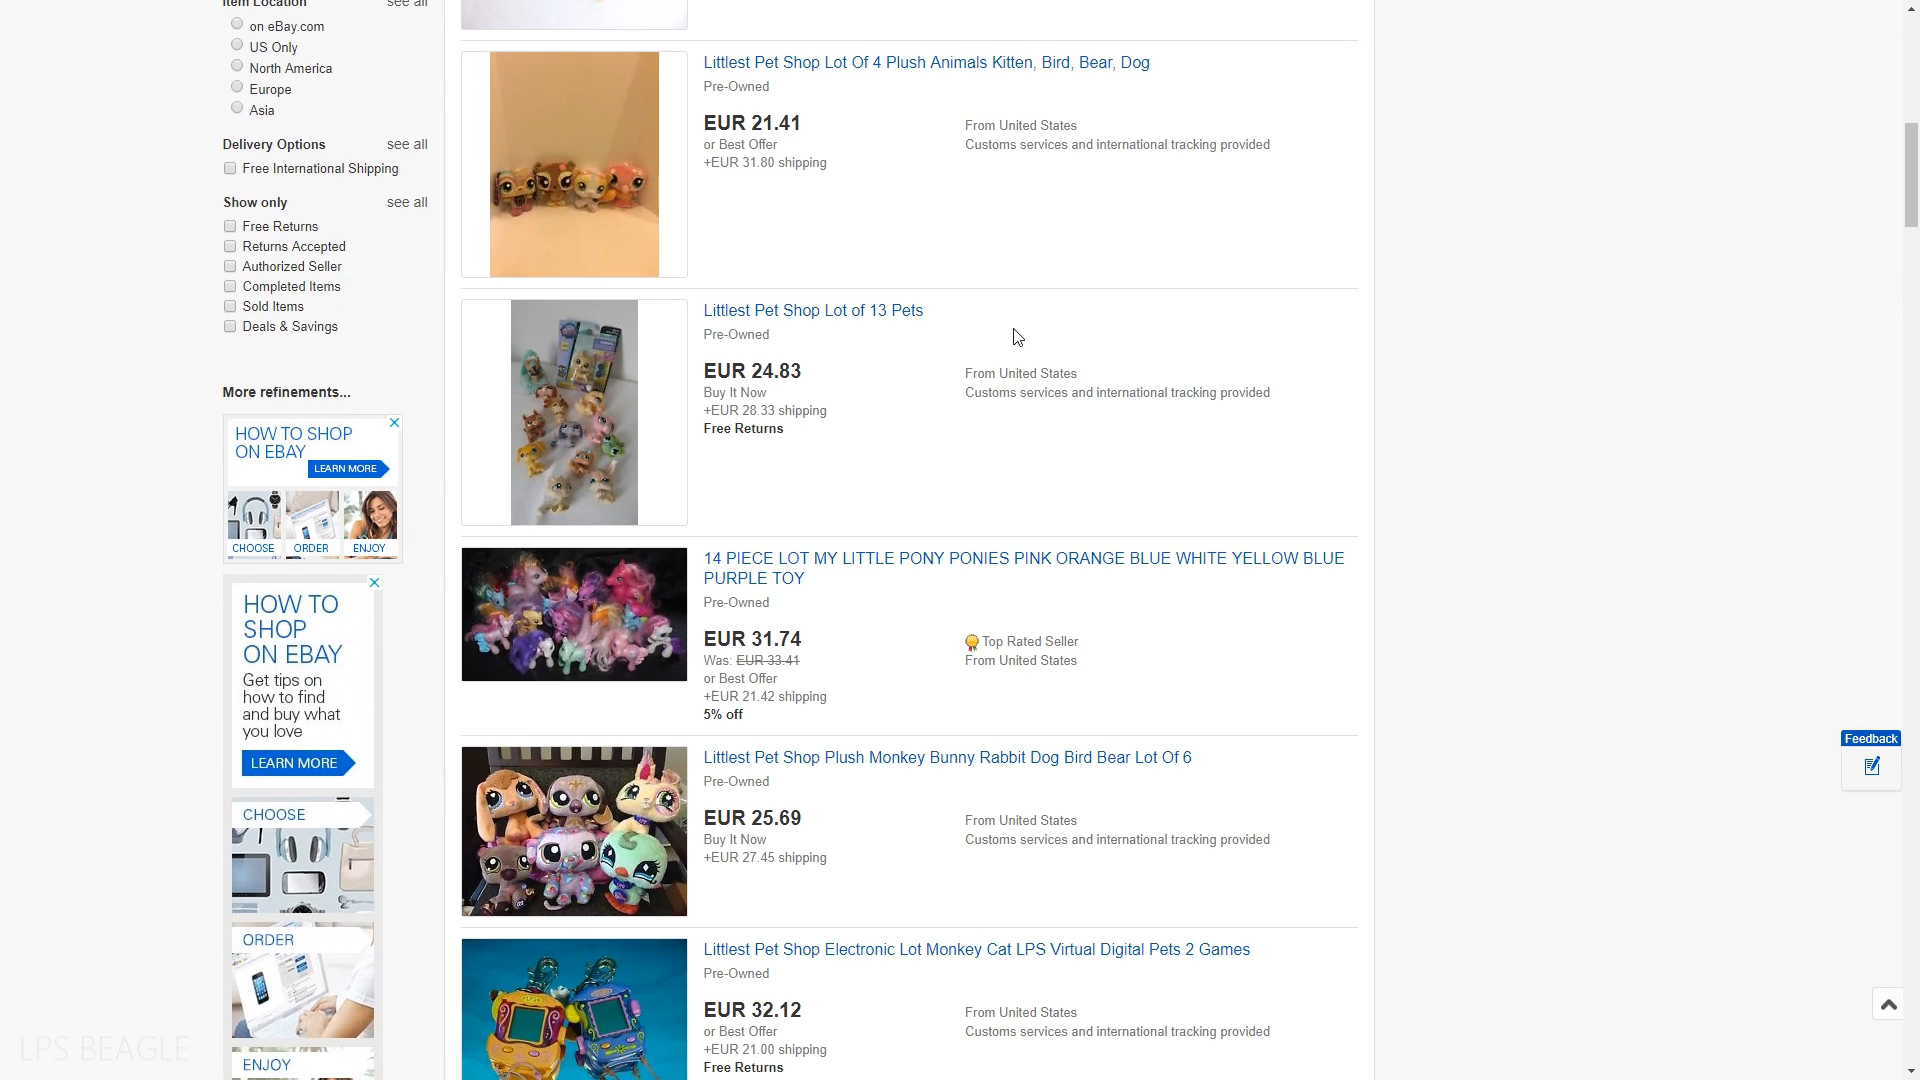 Item Location see all
on eBay.com
US Only
North America
Europe
Asia
Delivery Options see all
Free International Shipping
Show only see all
Free Returns
Returns Accepted
Authorized Seller
Completed Items
Sold Items
Deals & Savings
More refinements...
HOW TO SHOP
ON EBAY
LEARN MORE
CHOOSE ORDER ENJOY
HOW TO
SHOP
ON EBAY
Get tips on
how to find
and buy what
you love
LEARN MORE
CHOOSE
ORDER
ENJOY
LPS BEAGLE
Littlest Pet Shop Lot Of 4 Plush Animals Kitten, Bird, Bear, Dog
Pre-Owned
EUR 21.41
or Best Offer
+EUR 31.80 shipping
From United States
Customs services and international tracking provided
Littlest Pet Shop Lot of 13 Pets
Pre-Owned
EUR 24.83
Buy It Now
+EUR 28.33 shipping
Free Returns
From United States
Customs services and international tracking provided
14 PIECE LOT MY LITTLE PONY PONIES PINK ORANGE BLUE WHITE YELLOW BLUE
PURPLE TOY
Pre-Owned
EUR 31.74
Was: EUR 33.41
or Best Offer
+EUR 21.42 shipping
5% off
Top Rated Seller
From United States
Littlest Pet Shop Plush Monkey Bunny Rabbit Dog Bird Bear Lot Of 6
Pre-Owned
EUR 25.69
Buy It Now
+EUR 27.45 shipping
From United States
Customs services and international tracking provided
Littlest Pet Shop Electronic Lot Monkey Cat LPS Virtual Digital Pets 2 Games
Pre-Owned
EUR 32.12
or Best Offer
+EUR 21.00 shipping
Free Returns
From United States
Customs services and international tracking provided
Feedback